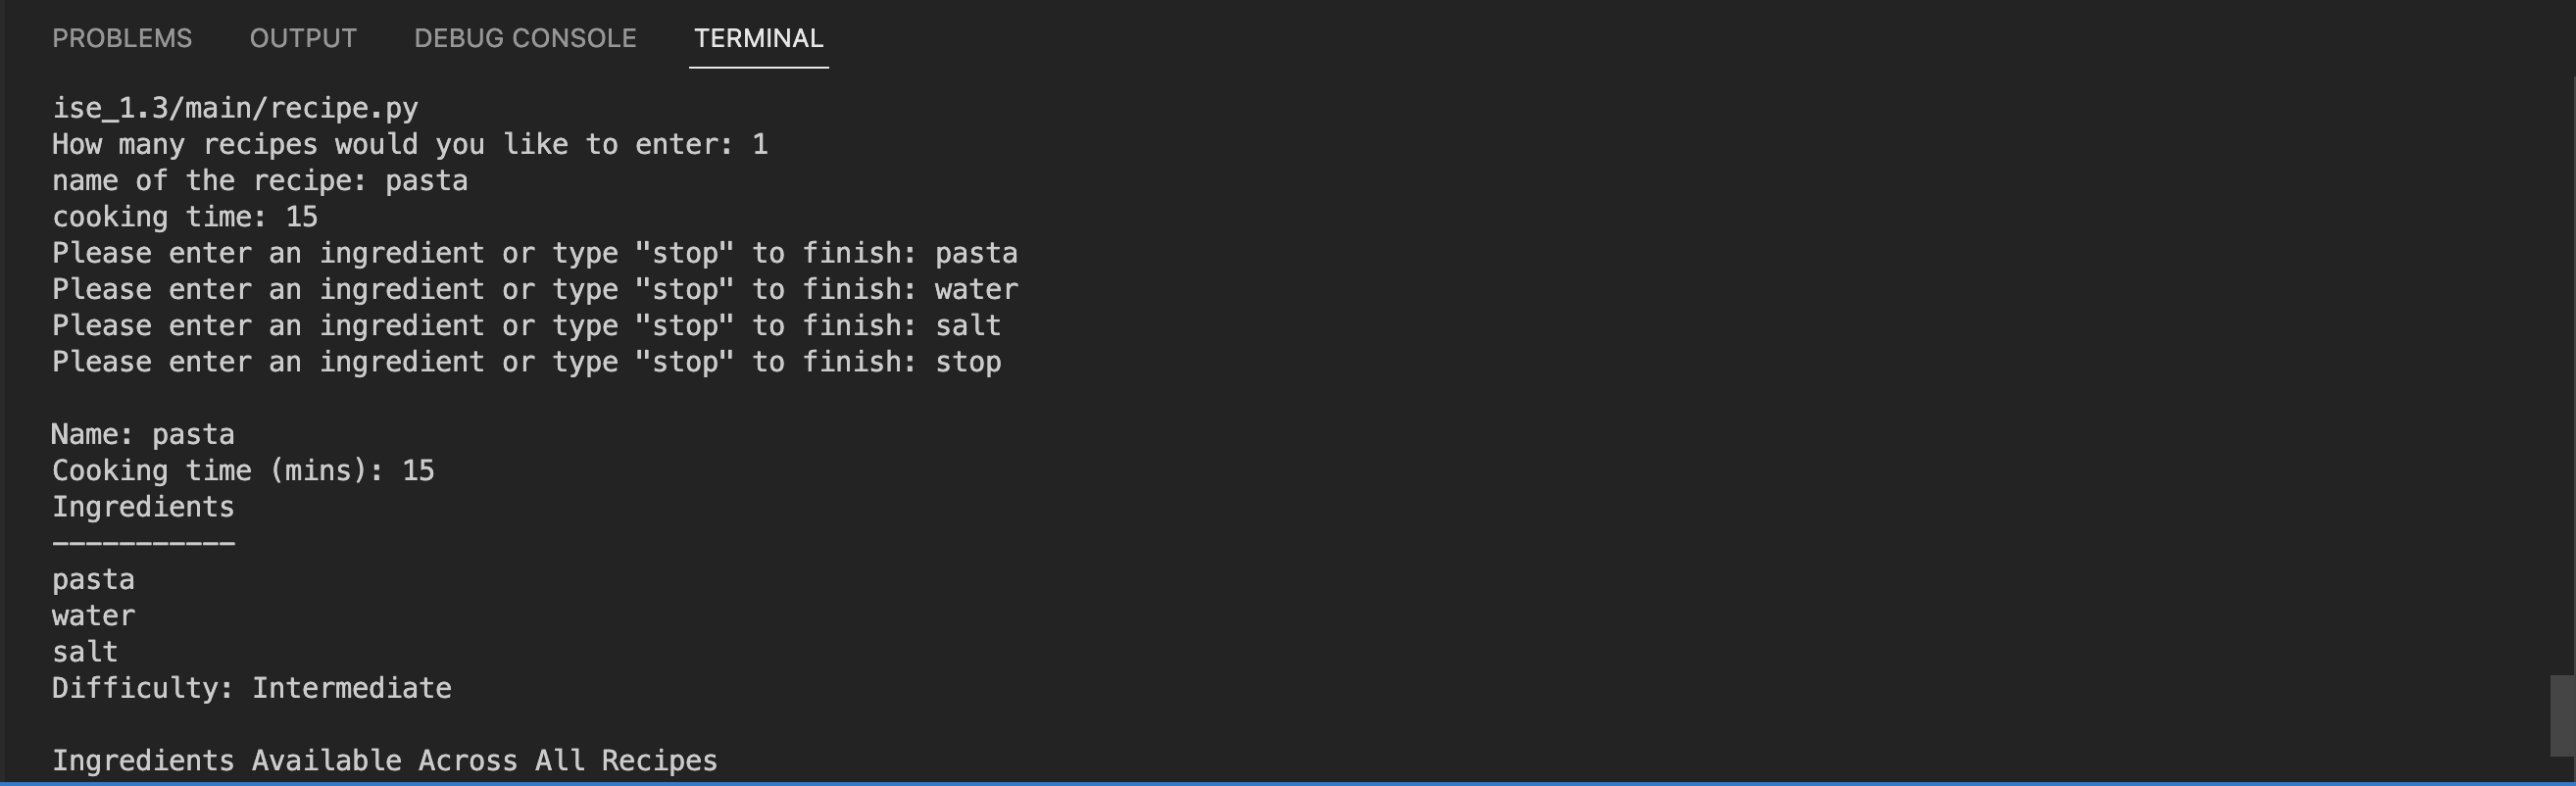 PROBLEMS OUTPUT DEBUG CONSOLE TERMINAL
ise_1.3/main/recipe.py
How many recipes would you like to enter: 1
name of the recipe: pasta
cooking time: 15
Please enter an ingredient or type "stop" to finish: pasta
Please enter an ingredient or type "stop" to finish: water
Please enter an ingredient or type "stop" to finish: salt
Please enter an ingredient or type "stop" to finish: stop
Name: pasta
Cooking time (mins): 15
Ingredients
-----------
pasta
water
salt
Difficulty: Intermediate
Ingredients Available Across All Recipes